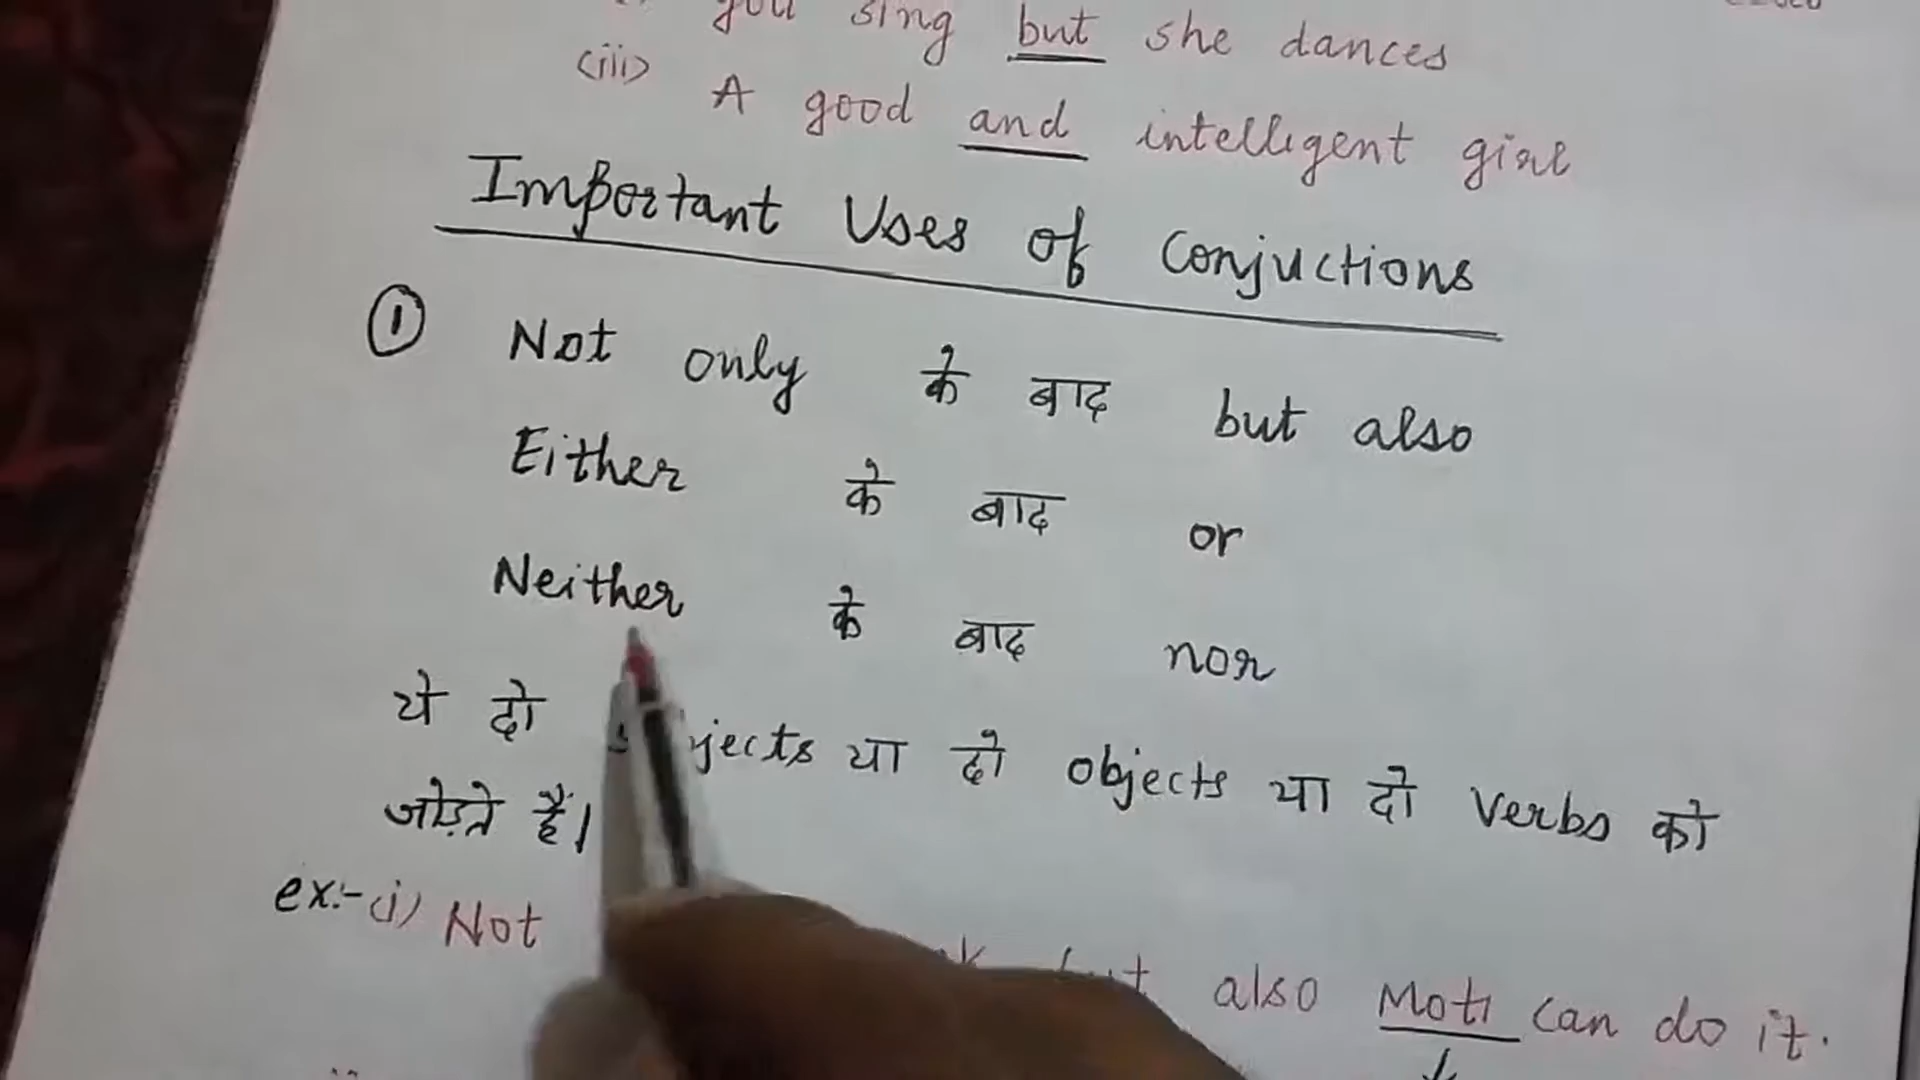 you sing but she dances
(iii) A good and intelligent girl
Important Uses of Conjuctions
① Not only के बाद but also
Either के बाद or
Neither के बाद nor
ये दो या दो objects या दो verbs को
जोड़ते हैं।
ex:- (i) Not also Moti can do it.